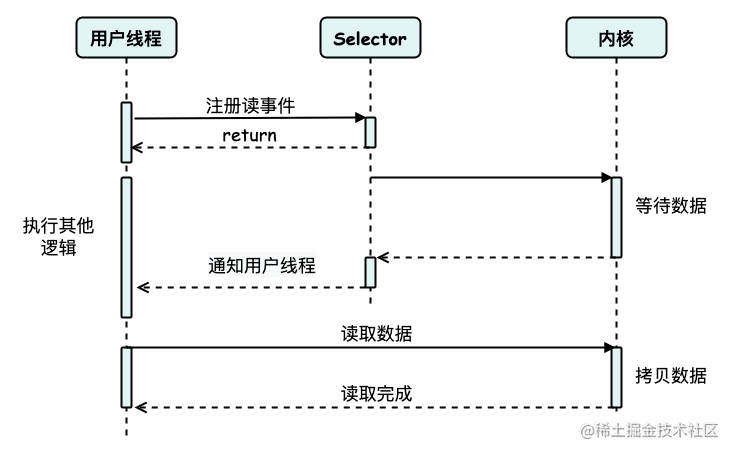 用户线程
Selector
内核
注册读事件
return
等待数据
执行其他
逻辑
通知用户线程
读取数据
拷贝数据
读取完成
@稀土掘金技术社区